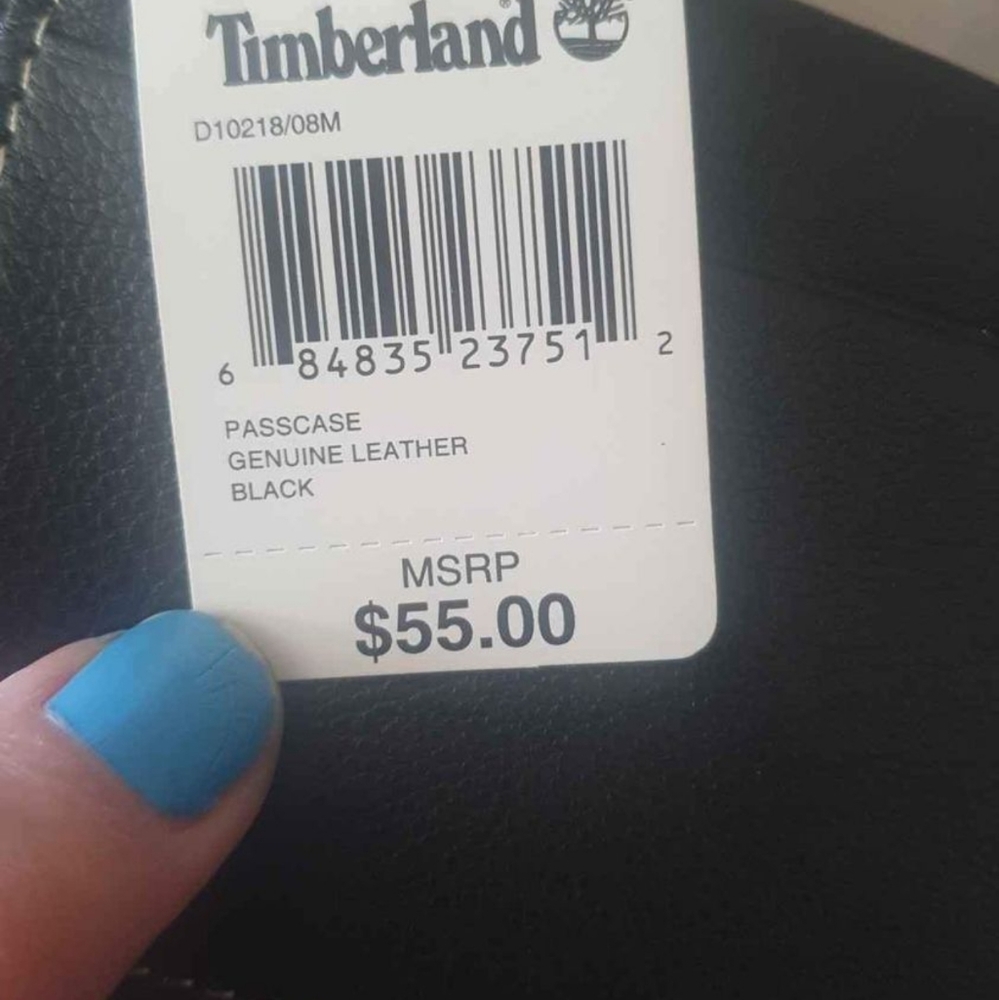 Timberland®
D10218/08M
6 84835 23751 2
PASSCASE
GENUINE LEATHER
BLACK
MSRP
$55.00